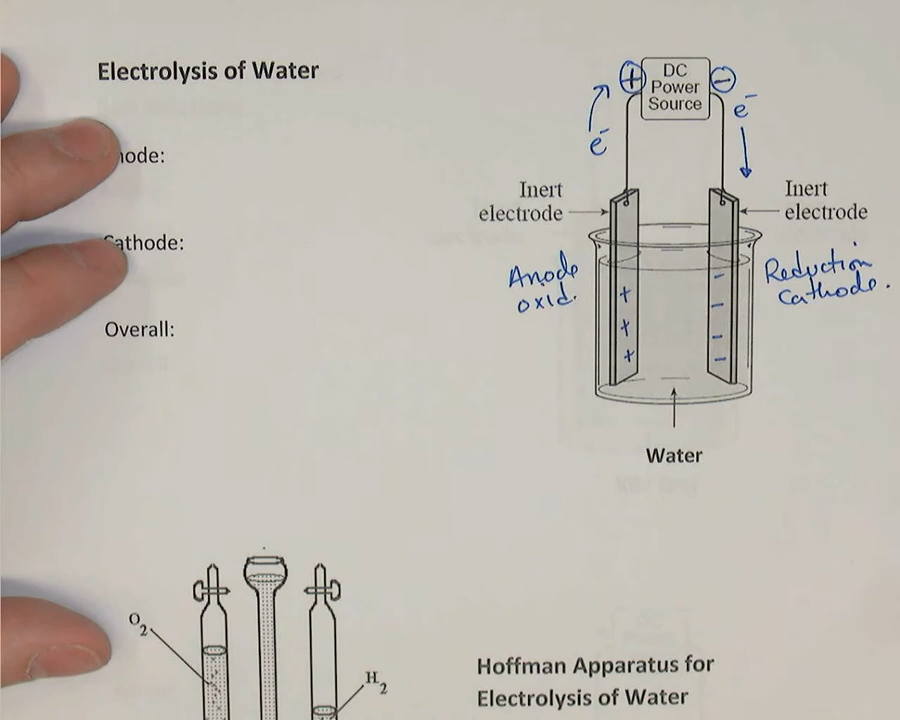 Electrolysis of Water
node:
Cathode:
Overall:
+
DC
Power
Source
−
e⁻
e⁻
Inert
electrode
Inert
electrode
Anode
oxid.
+
+
+
−
−
−
−
Reduction
Cathode.
Water
O2
H2
Hoffman Apparatus for
Electrolysis of Water